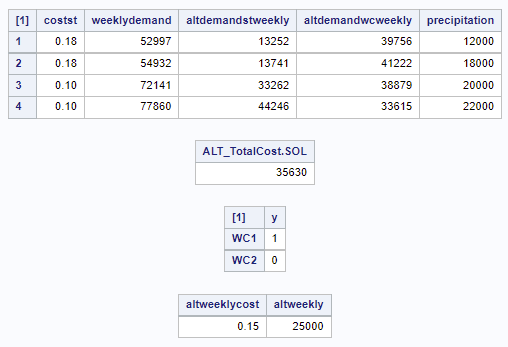 [1] costst weeklydemand altdemandstweekly altdemandwcweekly precipitation
1 0.18 52997 13252 39756 12000
2 0.18 54932 13741 41222 18000
3 0.10 72141 33262 38879 20000
4 0.10 77860 44246 33615 22000
ALT_TotalCost.SOL
35630
[1] y
WC1 1
WC2 0
altweeklycost altweekly
0.15 25000